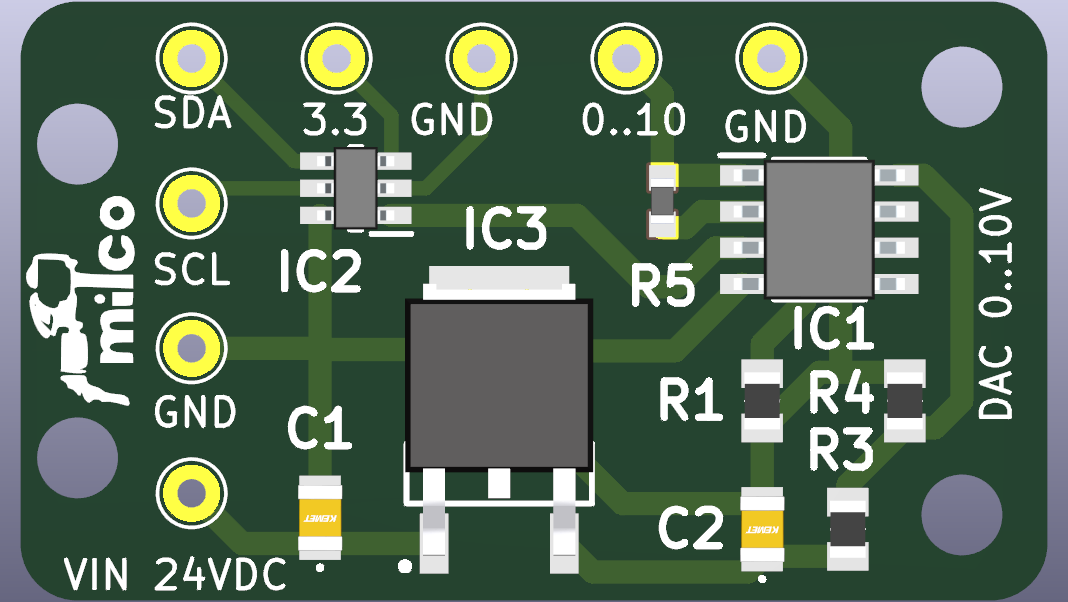 SDA
3.3
GND
0..10
GND
IC3
SCL
IC2
R5
IC1
milco
DAC 0..10V
GND
C1
R1
R4
R3
KEMET
C2
KEMET
VIN 24VDC